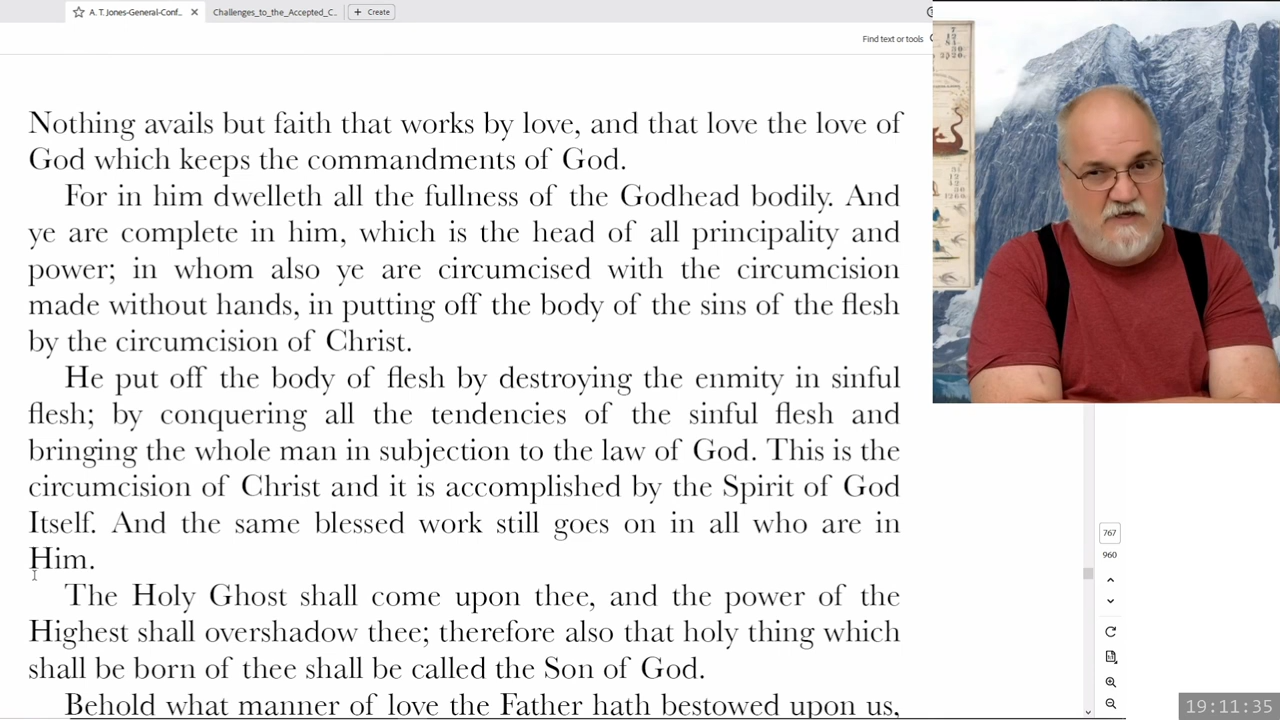 A. T. Jones-General-Conf...
Challenges_to_the_Accepted_C...
+ Create
Find text or tools
Nothing avails but faith that works by love, and that love the love of
God which keeps the commandments of God.
For in him dwelleth all the fullness of the Godhead bodily. And
ye are complete in him, which is the head of all principality and
power; in whom also ye are circumcised with the circumcision
made without hands, in putting off the body of the sins of the flesh
by the circumcision of Christ.
He put off the body of flesh by destroying the enmity in sinful
flesh; by conquering all the tendencies of the sinful flesh and
bringing the whole man in subjection to the law of God. This is the
circumcision of Christ and it is accomplished by the Spirit of God
Itself. And the same blessed work still goes on in all who are in
Him.
The Holy Ghost shall come upon thee, and the power of the
Highest shall overshadow thee; therefore also that holy thing which
shall be born of thee shall be called the Son of God.
Behold what manner of love the Father hath bestowed upon us,
767
960
19:11:35